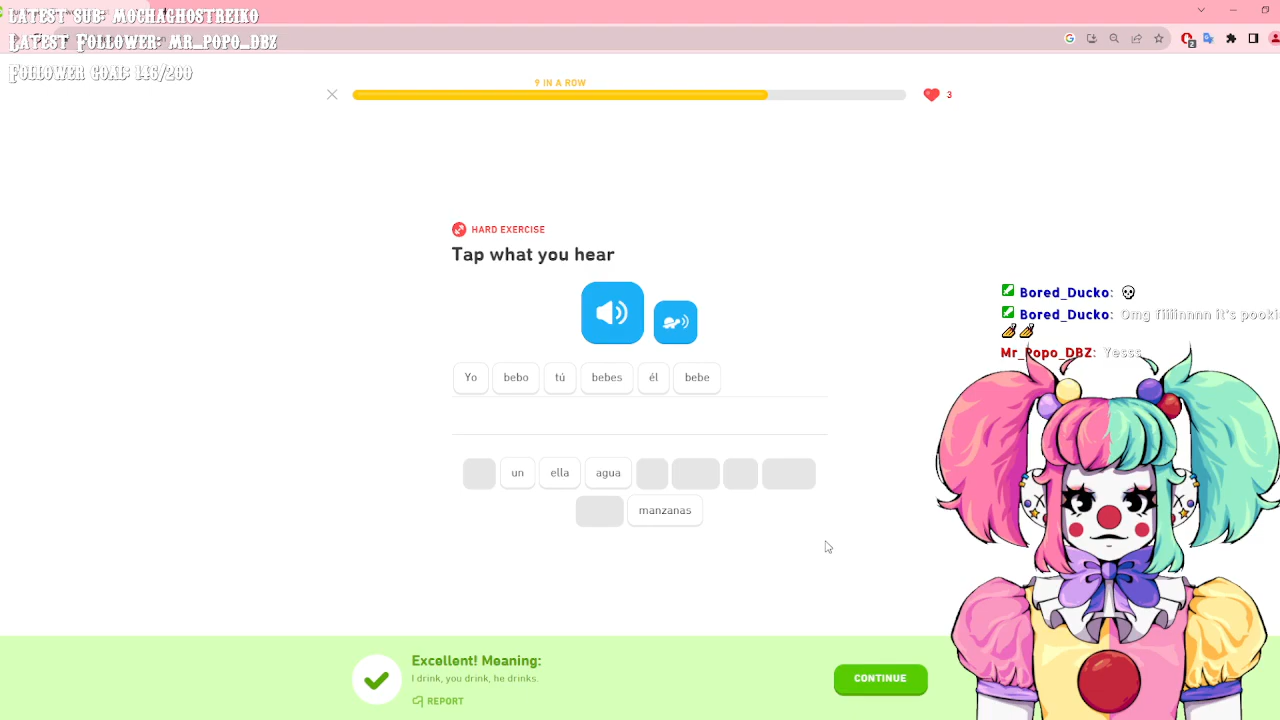 LATEST SUB: MOCHAGHOSTREIKO
LATEST FOLLOWER: MR_POPO_DBZ
FOLLOWER GOAL: 146/200
9 IN A ROW
3
HARD EXERCISE
Tap what you hear
Yo bebo tú bebes él bebe
un ella agua
manzanas
Bored_Ducko: 💀
Bored_Ducko: Omg fiiinnnn it's pooki
Mr_Popo_DBZ: Yesss
Excellent! Meaning:
I drink, you drink, he drinks.
REPORT
CONTINUE